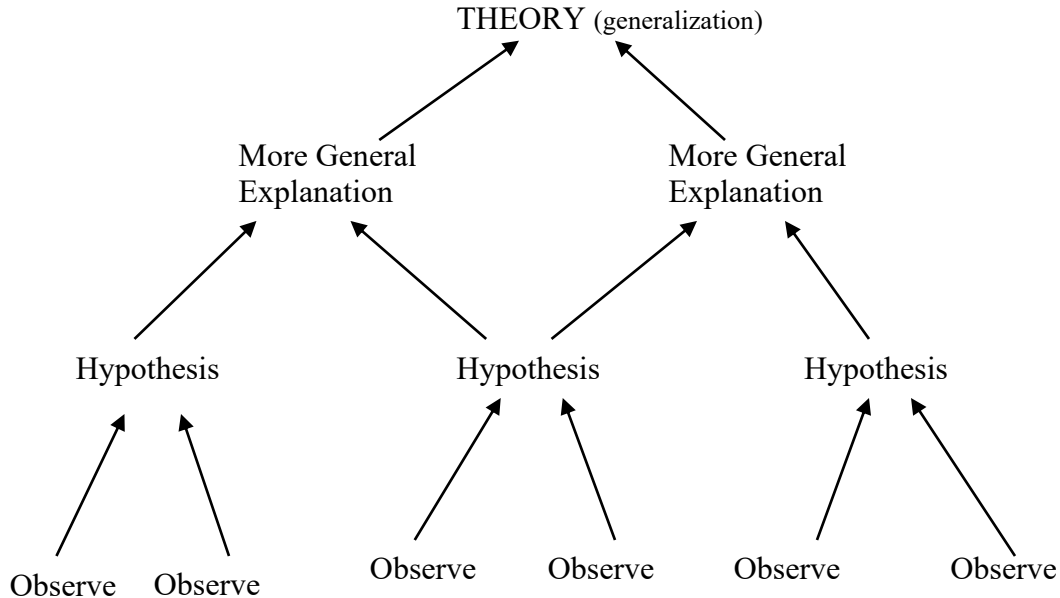 THEORY (generalization)
More General
Explanation
More General
Explanation
Hypothesis
Hypothesis
Hypothesis
Observe
Observe
Observe
Observe
Observe
Observe